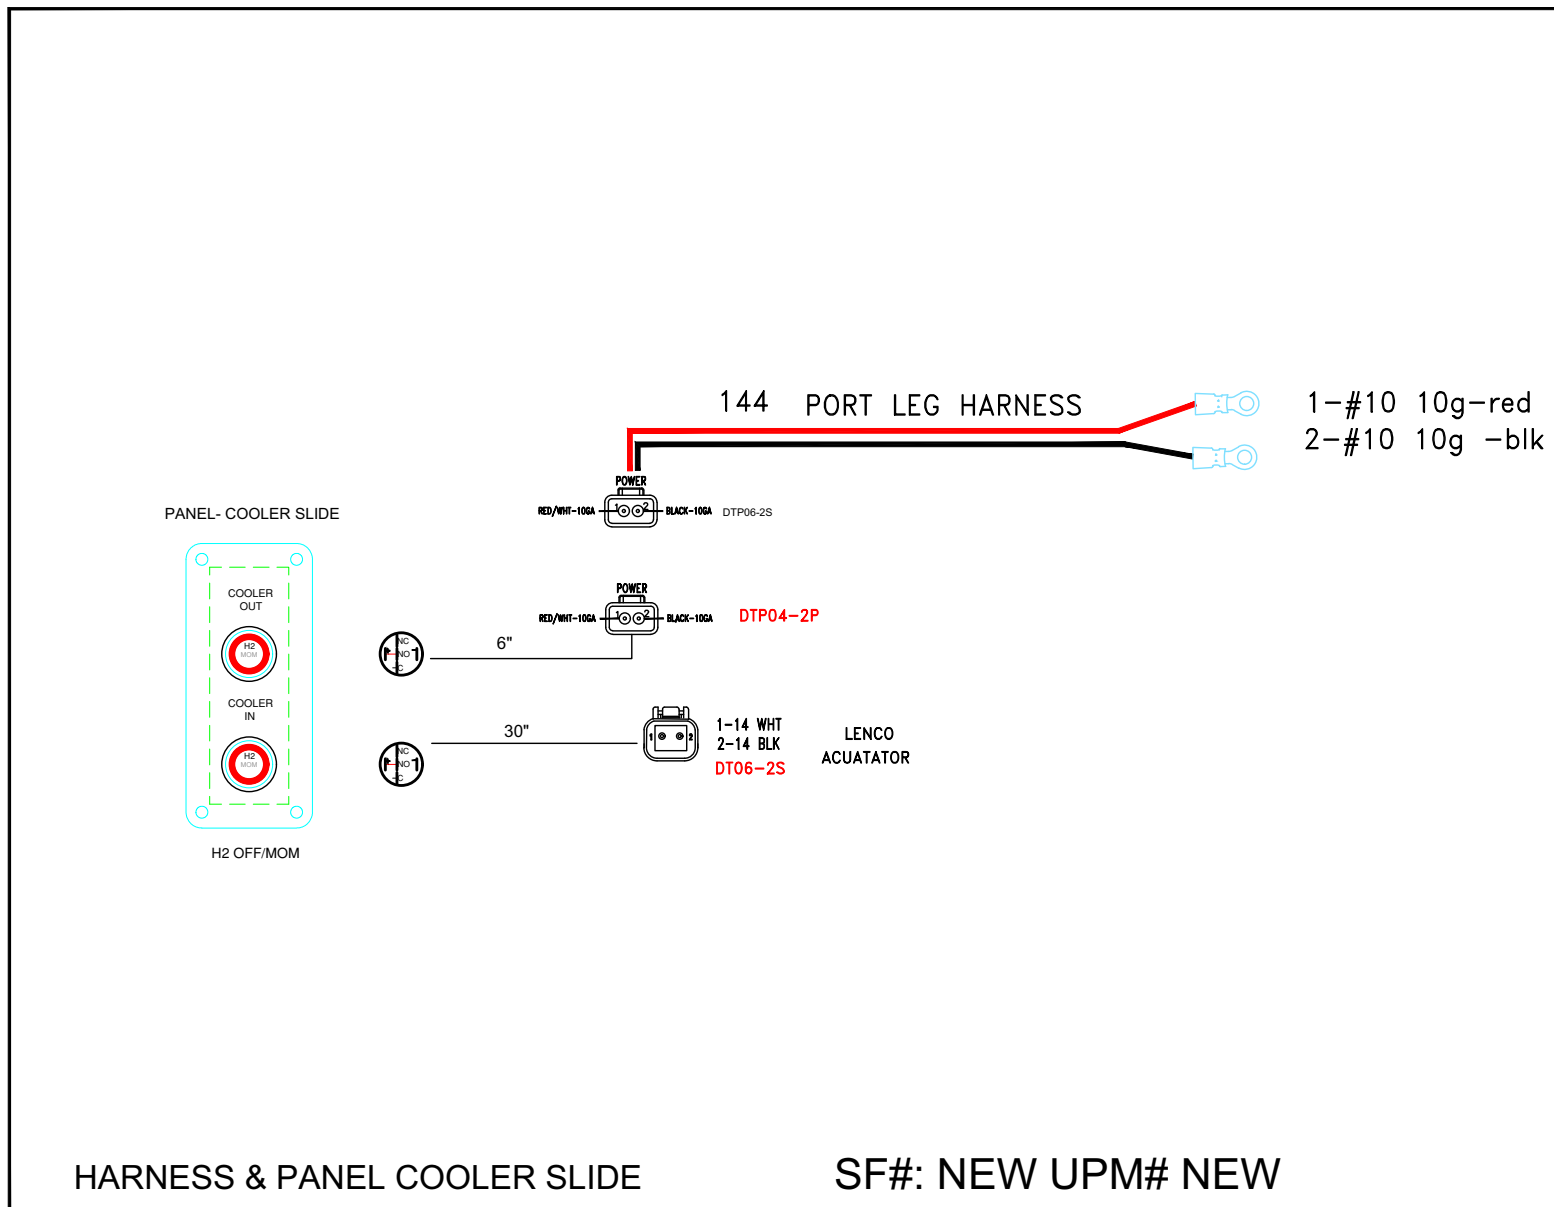 144 PORT LEG HARNESS
1-#10 10g-red
2-#10 10g -blk
POWER
RED/WHT-10GA
1
2
BLACK-10GA
DTP06-2S
PANEL- COOLER SLIDE
COOLER
OUT
H2
MOM
COOLER
IN
H2
MOM
H2 OFF/MOM
NC
NO
C
6"
POWER
RED/WHT-10GA
1
2
BLACK-10GA
DTP04-2P
NC
NO
C
30"
1
2
1-14 WHT
2-14 BLK
DT06-2S
LENCO
ACUATATOR
HARNESS & PANEL COOLER SLIDE
SF#: NEW UPM# NEW